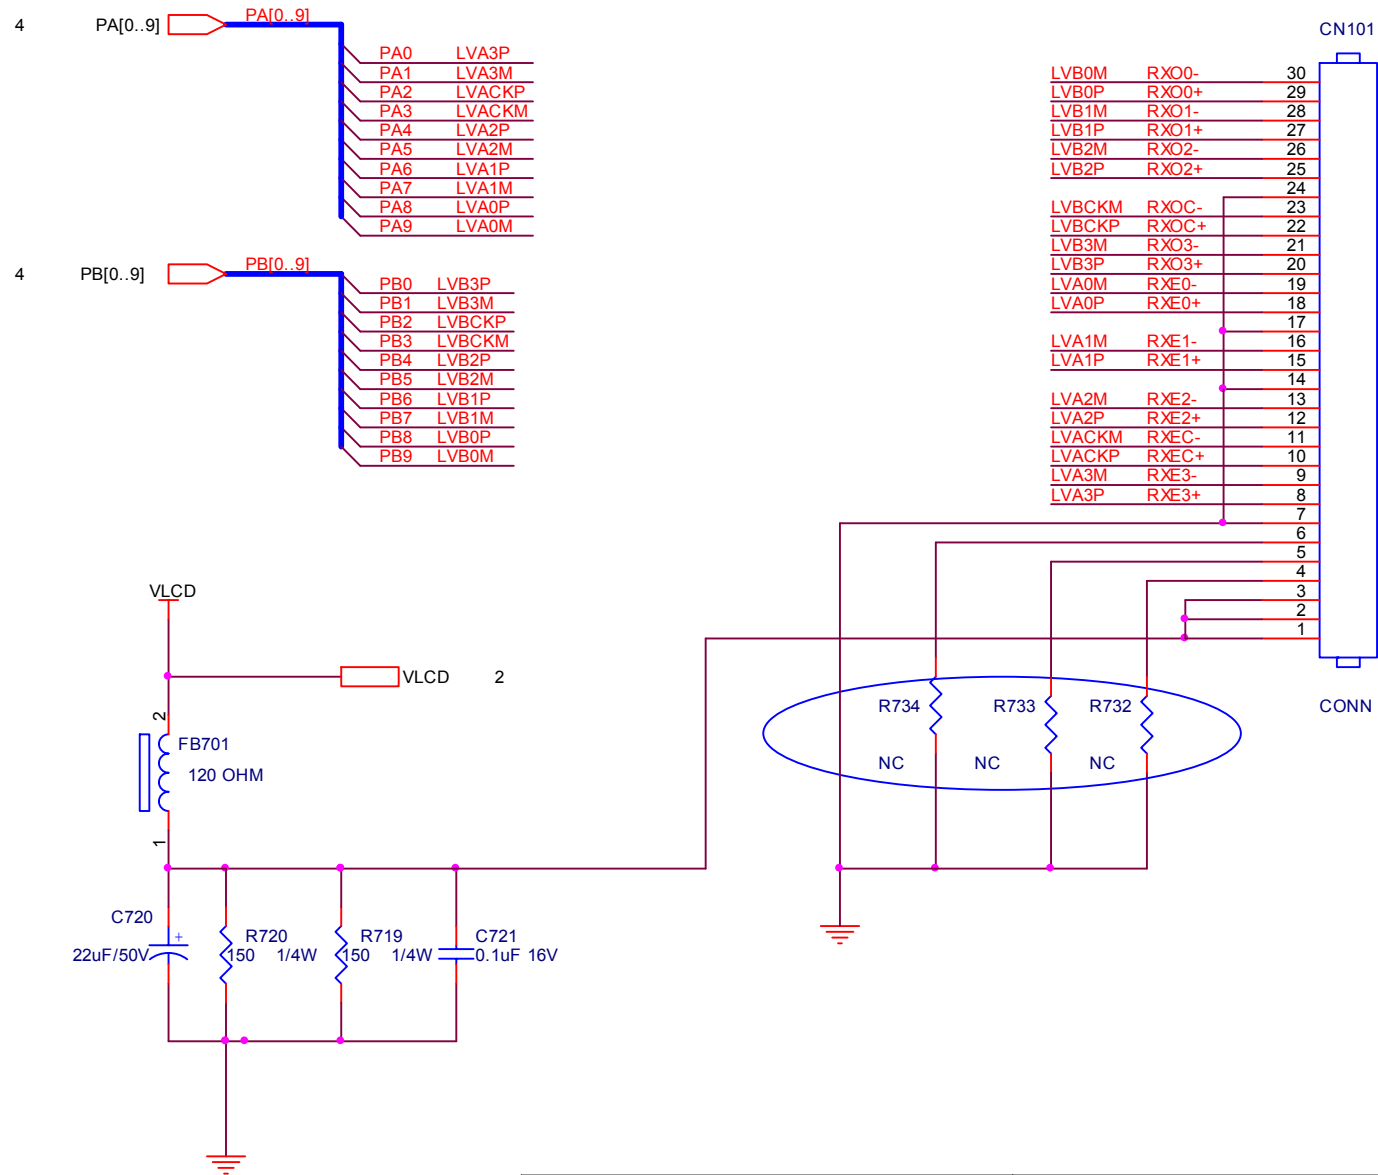 4 PA[0..9] PA[0..9]
PA0 LVA3P
PA1 LVA3M
PA2 LVACKP
PA3 LVACKM
PA4 LVA2P
PA5 LVA2M
PA6 LVA1P
PA7 LVA1M
PA8 LVA0P
PA9 LVA0M
4 PB[0..9] PB[0..9]
PB0 LVB3P
PB1 LVB3M
PB2 LVBCKP
PB3 LVBCKM
PB4 LVB2P
PB5 LVB2M
PB6 LVB1P
PB7 LVB1M
PB8 LVB0P
PB9 LVB0M
CN101
LVB0M RXO0- 30
LVB0P RXO0+ 29
LVB1M RXO1- 28
LVB1P RXO1+ 27
LVB2M RXO2- 26
LVB2P RXO2+ 25
24
LVBCKM RXOC- 23
LVBCKP RXOC+ 22
LVB3M RXO3- 21
LVB3P RXO3+ 20
LVA0M RXE0- 19
LVA0P RXE0+ 18
17
LVA1M RXE1- 16
LVA1P RXE1+ 15
14
LVA2M RXE2- 13
LVA2P RXE2+ 12
LVACKM RXEC- 11
LVACKP RXEC+ 10
LVA3M RXE3- 9
LVA3P RXE3+ 8
7
6
5
4
3
2
1
CONN
VLCD
VLCD 2
2
FB701
120 OHM
1
R734 R733 R732
NC NC NC
C720
+
22uF/50V
R720
150 1/4W
R719
150 1/4W
C721
0.1uF 16V